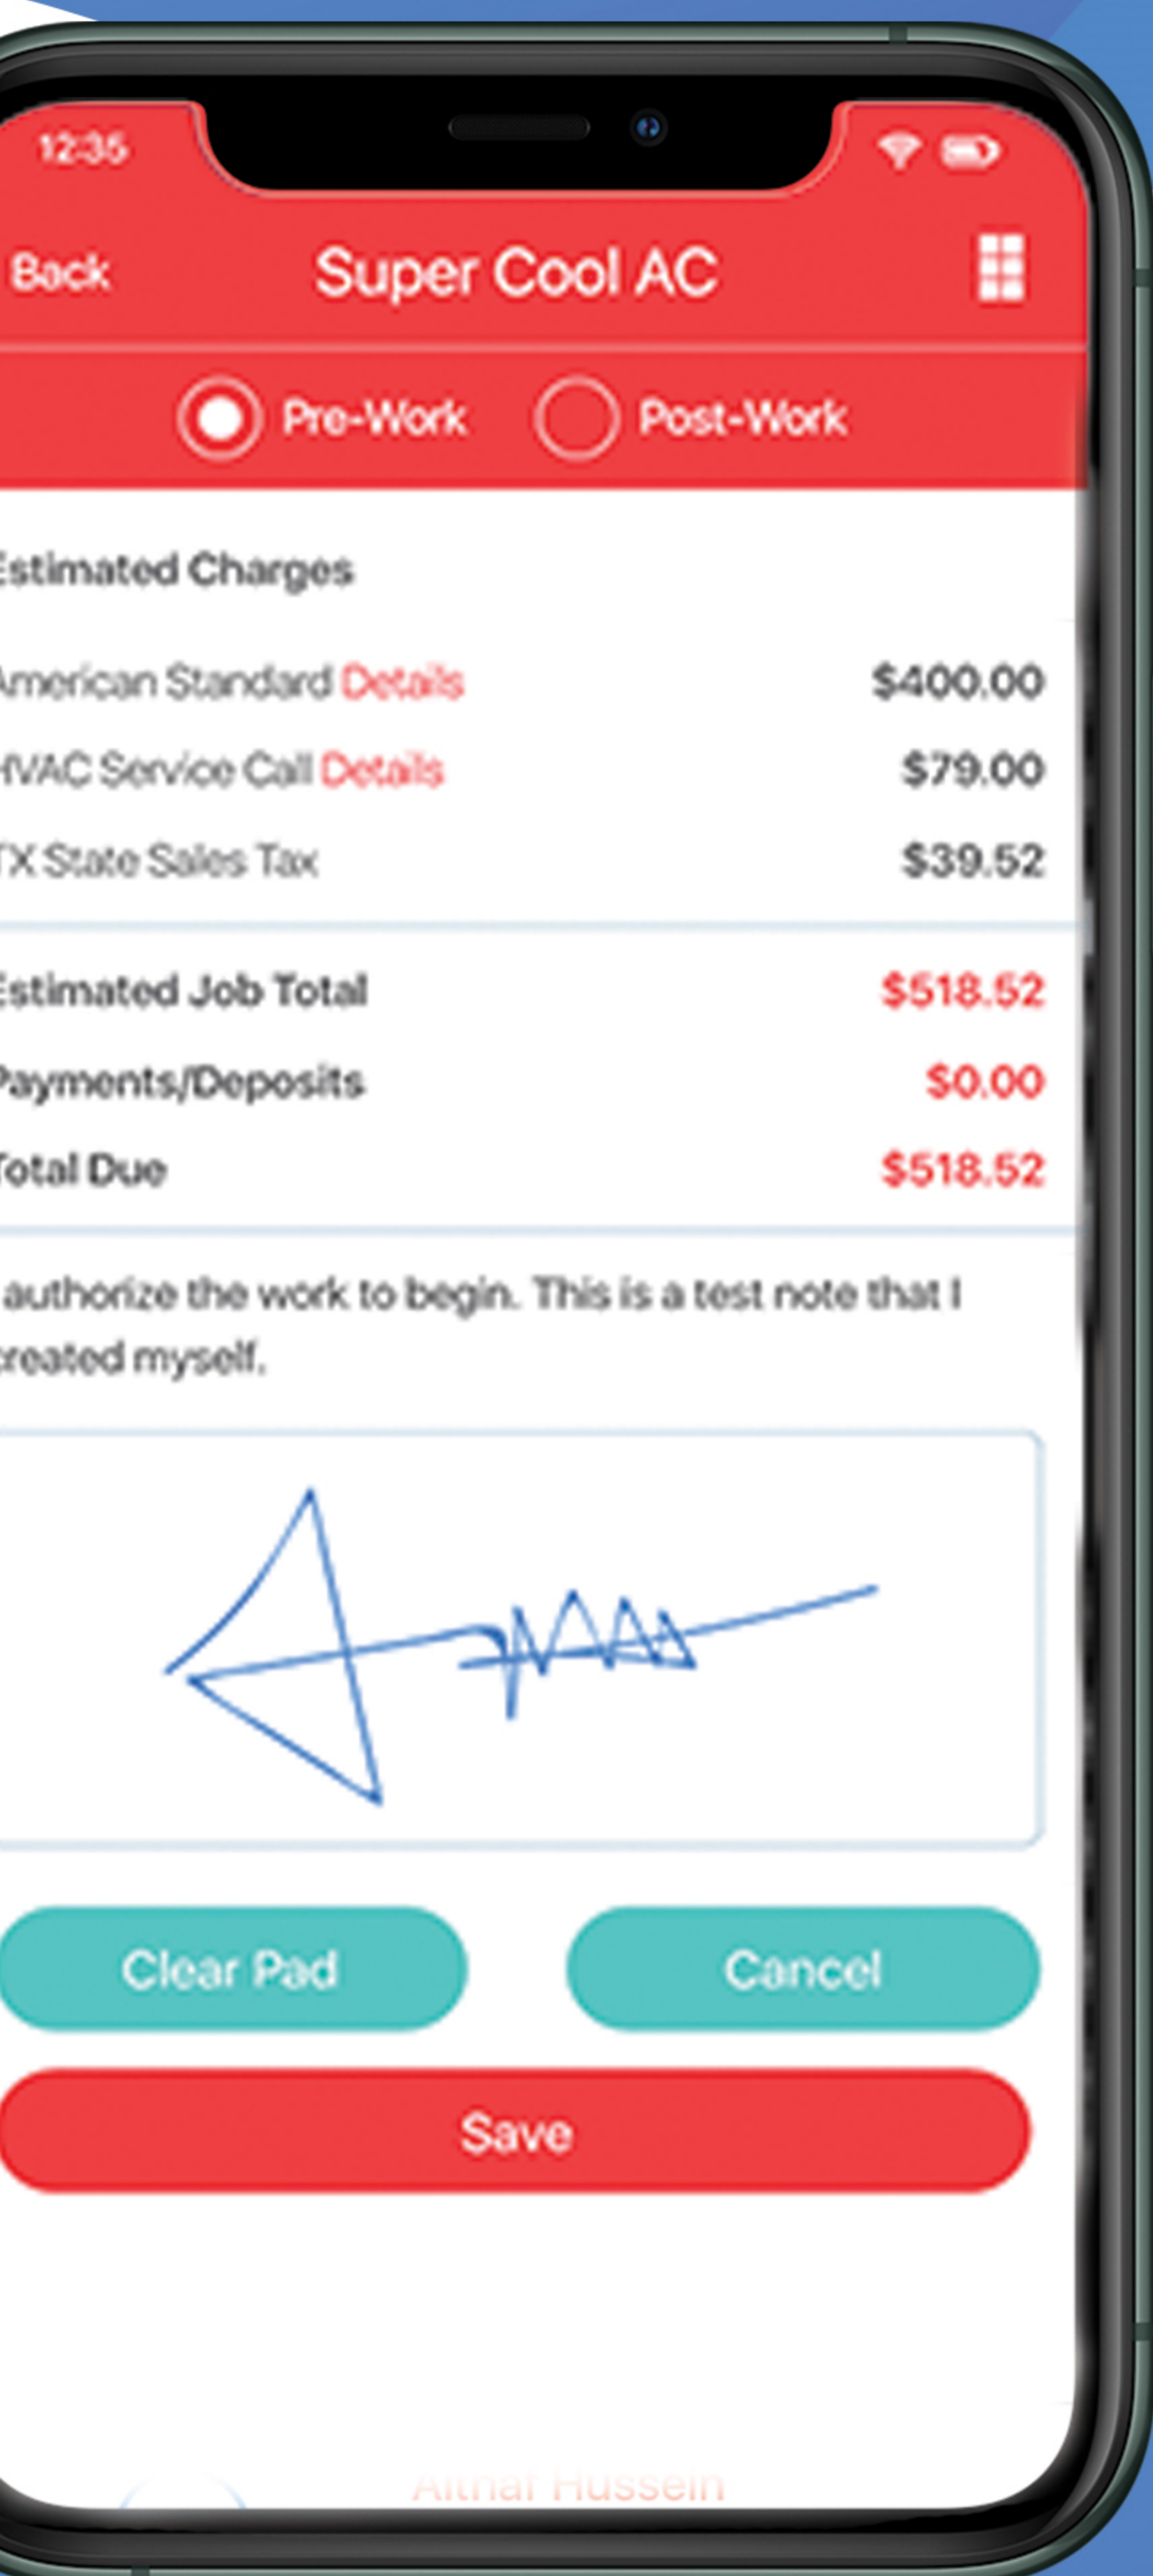 12:35
Back Super Cool AC
Pre-Work Post-Work
Estimated Charges
American Standard Details $400.00
HVAC Service Call Details $79.00
TX State Sales Tax $39.52
Estimated Job Total $518.52
Payments/Deposits $0.00
Total Due $518.52
I authorize the work to begin. This is a test note that I
created myself.
Clear Pad Cancel
Save
Althaf Hussein